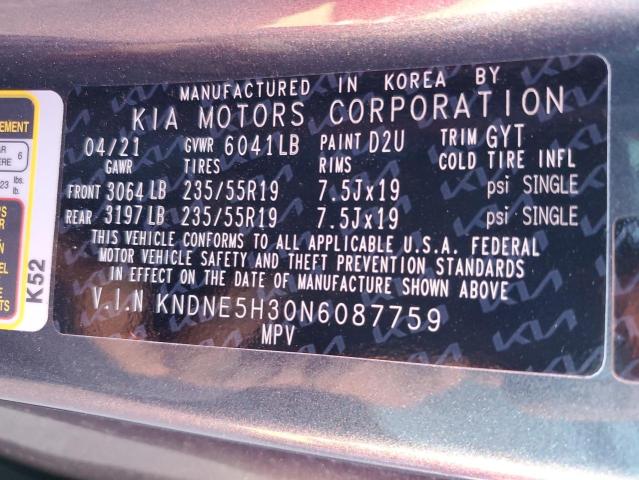 MANUFACTURED IN KOREA BY
KIA MOTORS CORPORATION
04/21 GVWR 6041LB PAINT D2U TRIM GYT
GAWR TIRES RIMS COLD TIRE INFL
FRONT 3064 LB 235/55R19 7.5Jx19 psi SINGLE
REAR 3197 LB 235/55R19 7.5Jx19 psi SINGLE
THIS VEHICLE CONFORMS TO ALL APPLICABLE U.S.A. FEDERAL
MOTOR VEHICLE SAFETY AND THEFT PREVENTION STANDARDS
IN EFFECT ON THE DATE OF MANUFACTURE SHOWN ABOVE
V.I.N KNDNE5H30N6087759
MPV
K52
6
lbs.
lb.